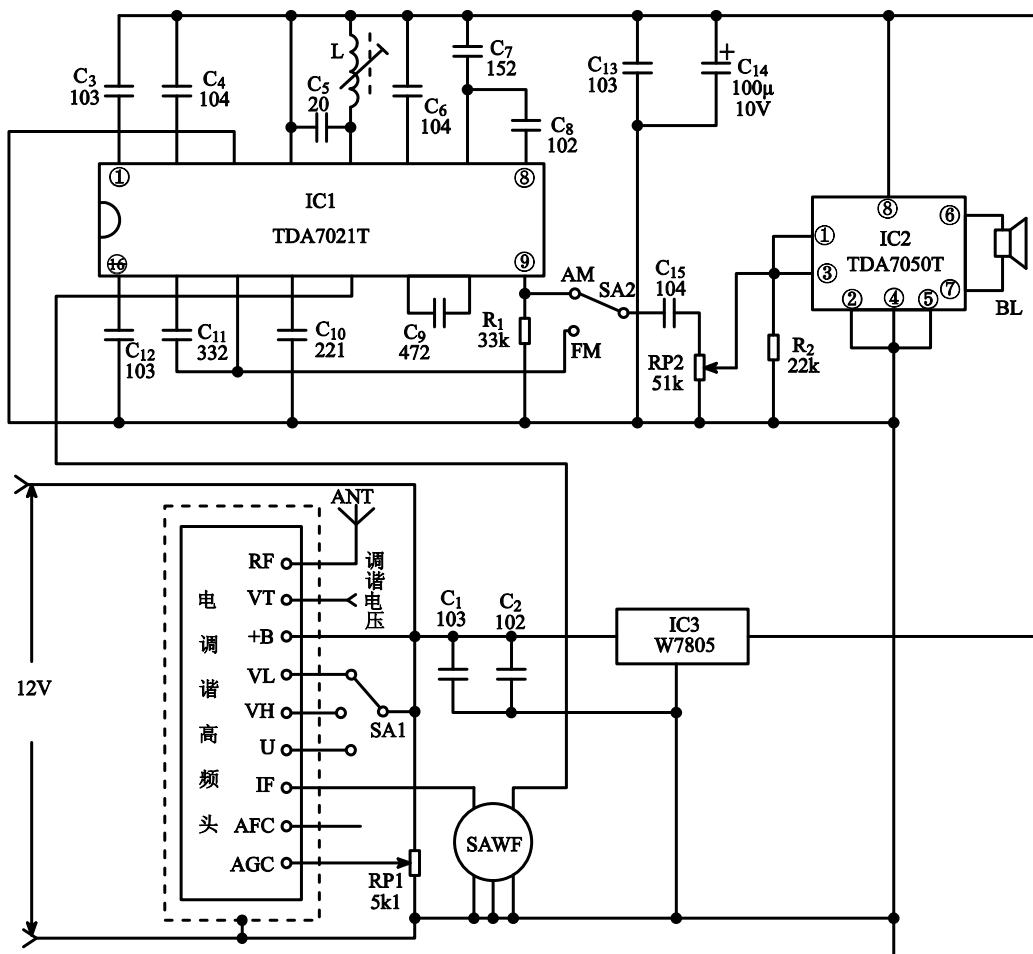 C₃
103
C₄
104
C₅
20
L
C₆
104
C₇
152
C₈
102
C₁₃
103
+
C₁₄
100μ
10V
①
⑧
IC1
TDA7021T
⑯
⑨
⑧
⑥
①
IC2
③
TDA7050T
②
④
⑤
⑦
BL
C₁₂
103
C₁₁
332
C₁₀
221
C₉
472
R₁
33k
AM
SA2
FM
C₁₅
104
RP2
51k
R₂
22k
12V
电调谐高频头
RF
VT
+B
VL
VH
U
IF
AFC
AGC
ANT
调谐电压
SA1
C₁
103
C₂
102
IC3
W7805
SAWF
RP1
5k1